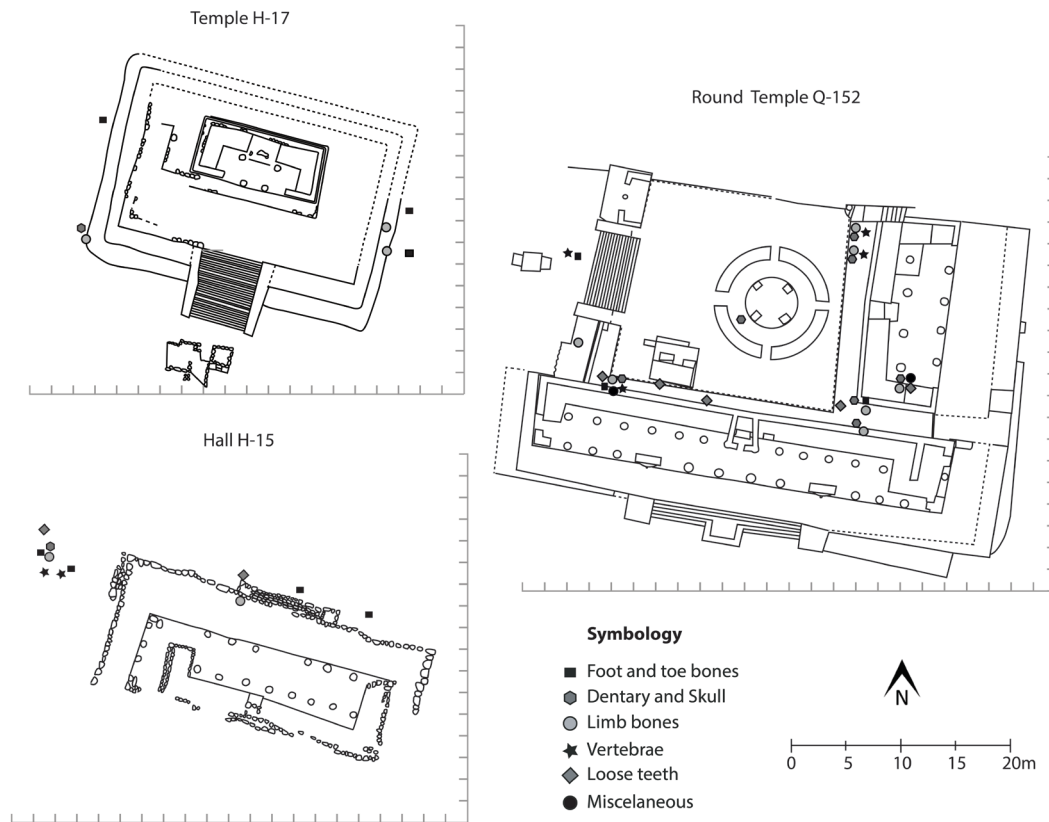 Temple H-17
Round Temple Q-152
Hall H-15
Symbology
Foot and toe bones
Dentary and Skull
Limb bones
Vertebrae
Loose teeth
Miscelaneous
N
0 5 10 15 20m